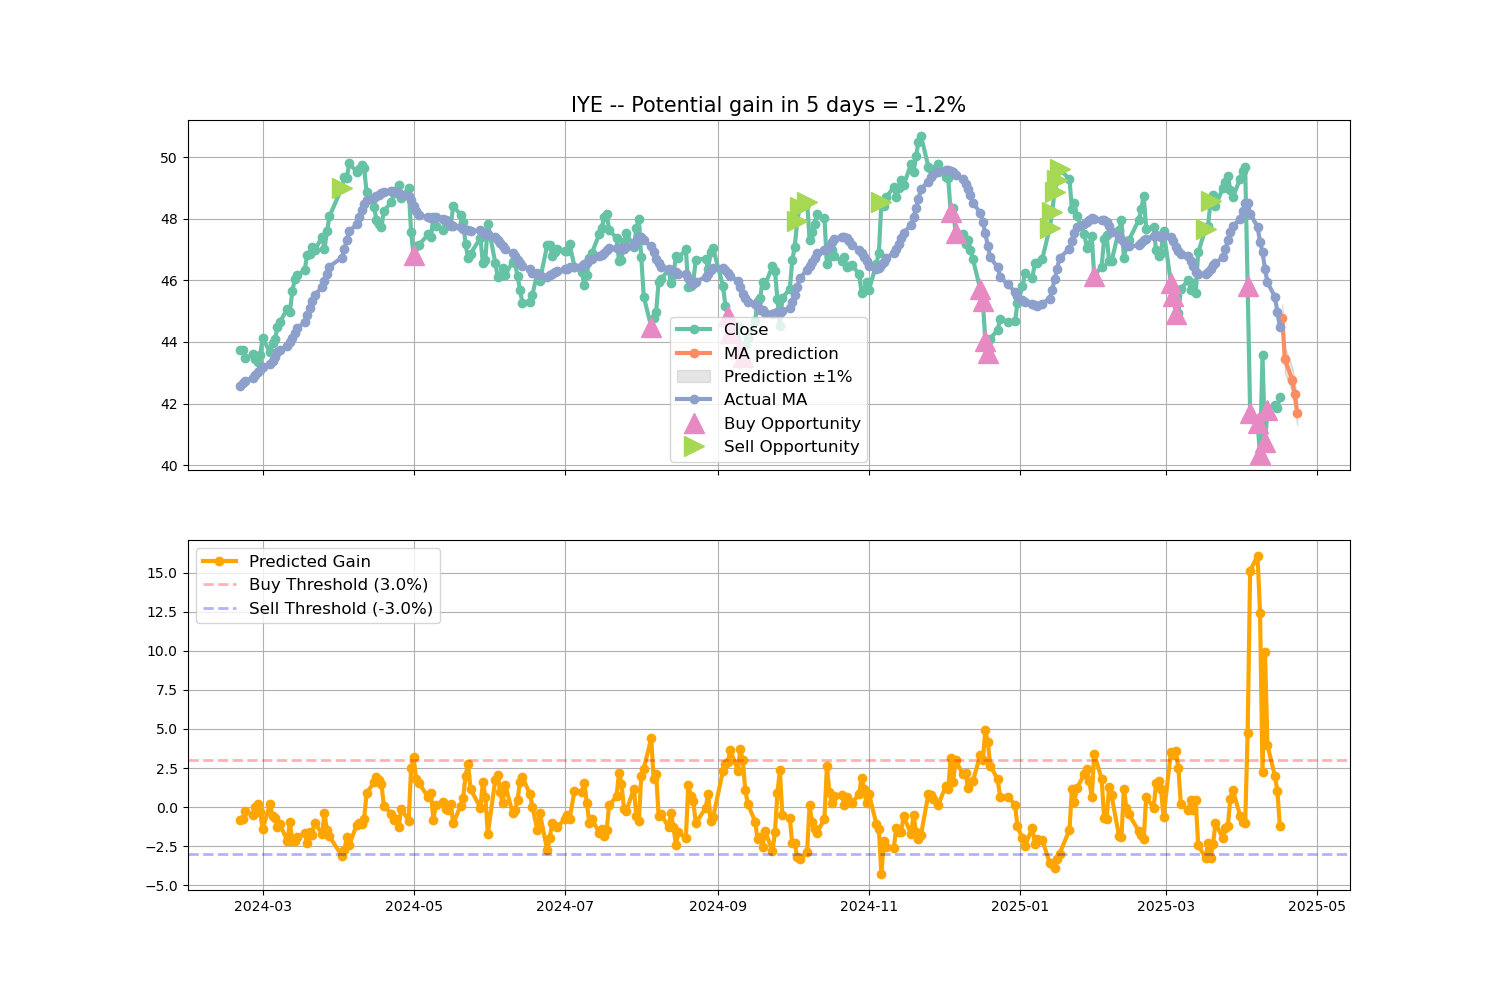 IYE -- Potential gain in 5 days = -1.2%
50
48
46
44
42
40
Close
MA prediction
Prediction ±1%
Actual MA
Buy Opportunity
Sell Opportunity
Predicted Gain
Buy Threshold (3.0%)
Sell Threshold (-3.0%)
15.0
12.5
10.0
7.5
5.0
2.5
0.0
−2.5
−5.0
2024-03
2024-05
2024-07
2024-09
2024-11
2025-01
2025-03
2025-05